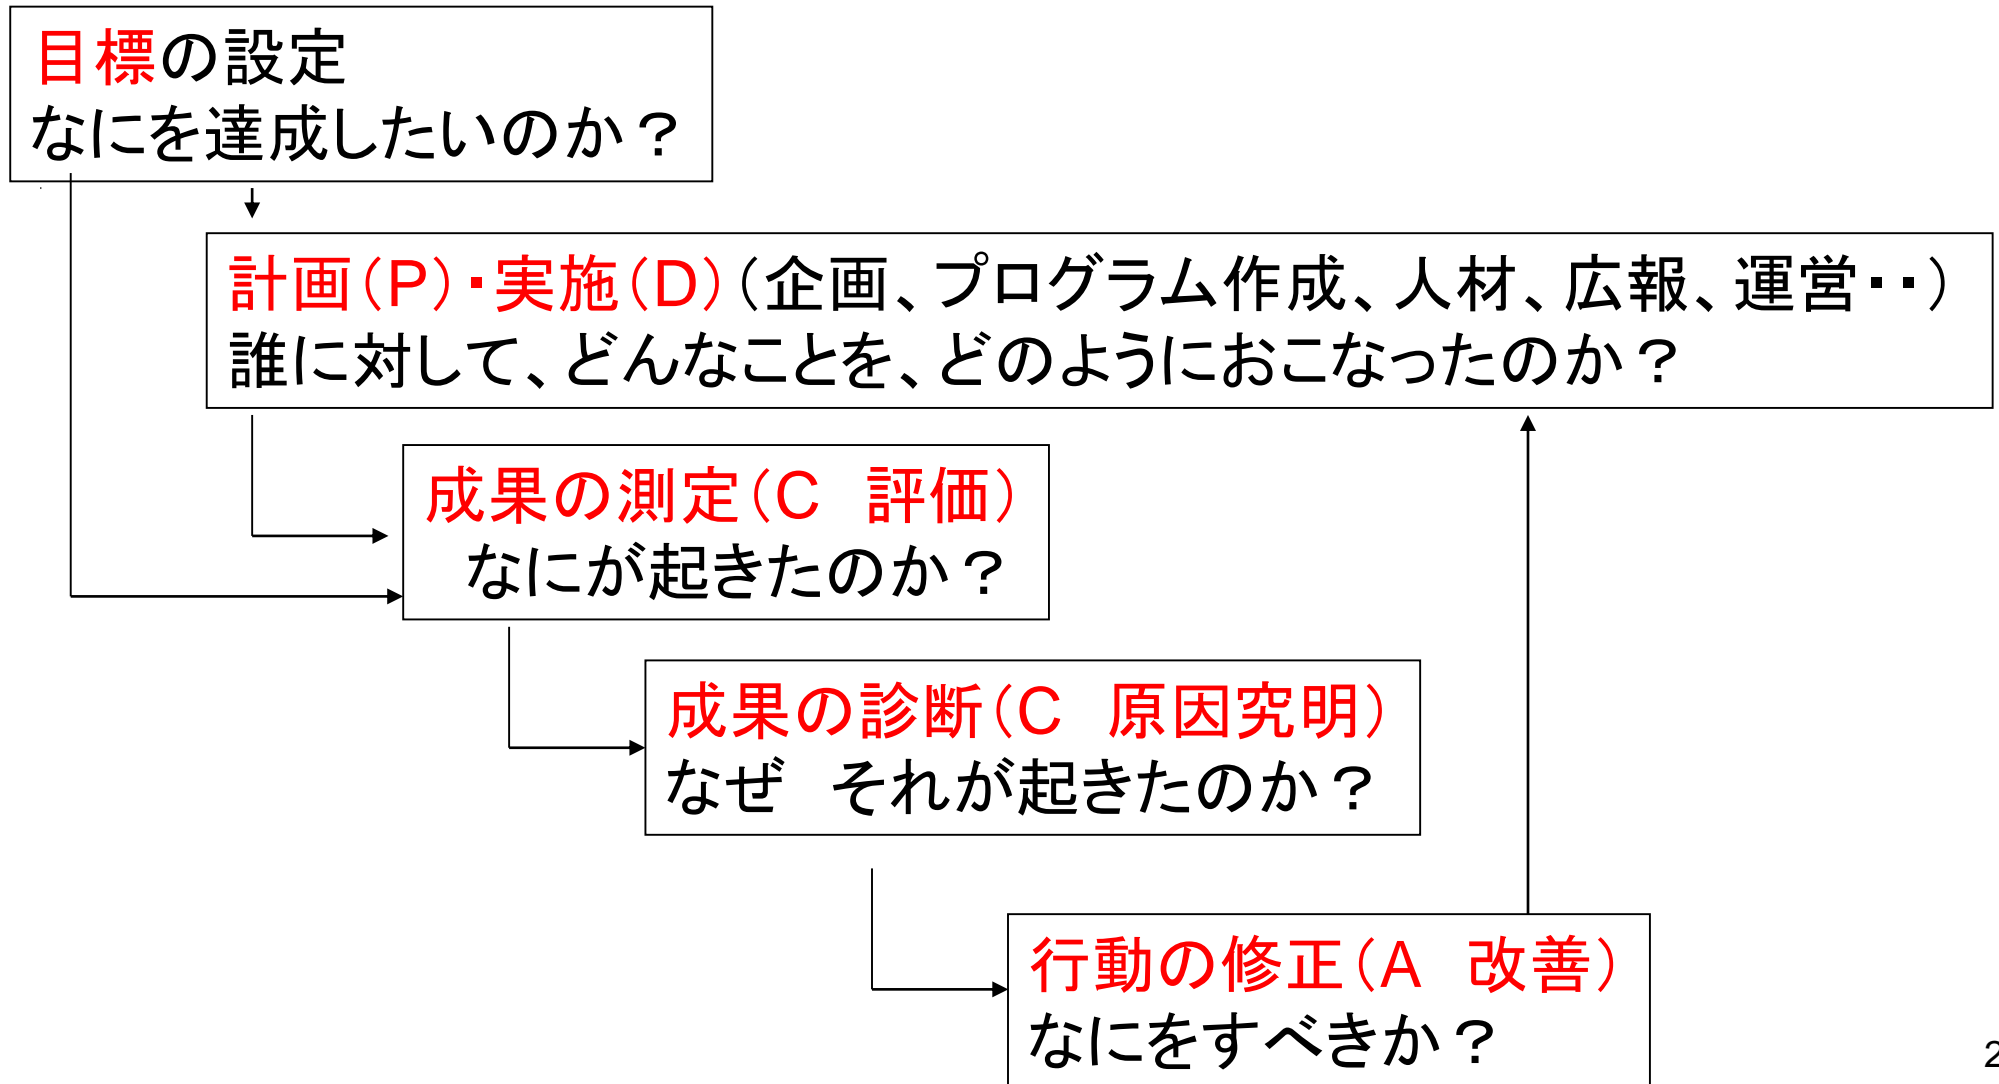 目標の設定
なにを達成したいのか？
計画（P）・実施（D）（企画、プログラム作成、人材、広報、運営・・）
誰に対して、どんなことを、どのようにおこなったのか？
成果の測定（C　評価）
なにが起きたのか？
成果の診断（C　原因究明）
なぜ　それが起きたのか？
行動の修正（A　改善）
なにをすべきか？
2